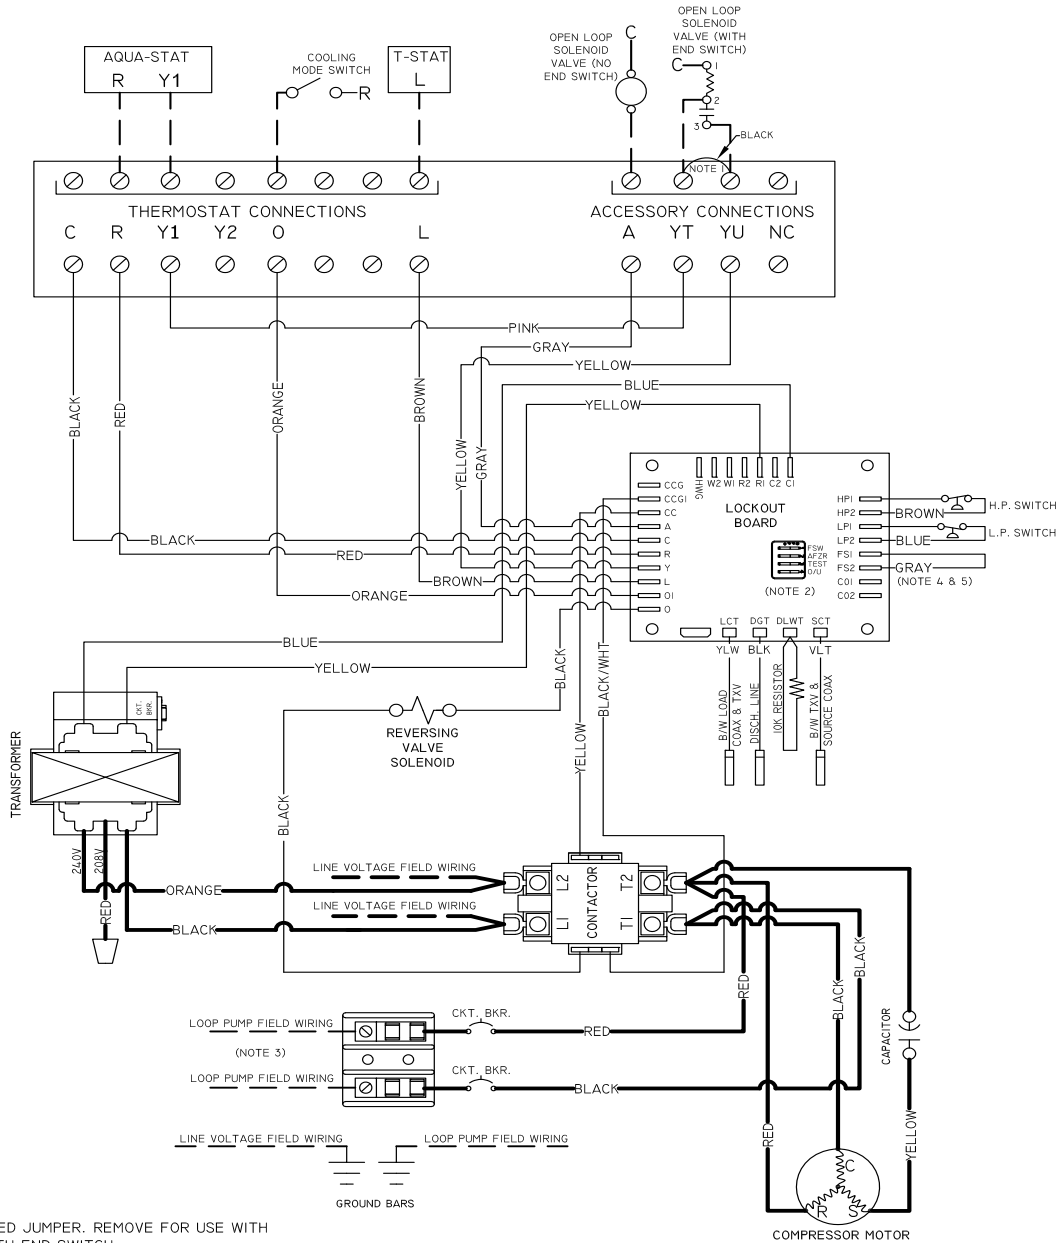 OPEN LOOP
SOLENOID
VALVE (WITH
END SWITCH)
OPEN LOOP
SOLENOID
VALVE (NO
END SWITCH)
C
C
1
2
3
BLACK
NOTE 1
AQUA-STAT
R Y1
COOLING
MODE SWITCH
R
T-STAT
L
THERMOSTAT CONNECTIONS
C R Y1 Y2 O L
ACCESSORY CONNECTIONS
A YT YU NC
PINK
GRAY
YELLOW
BLUE
YELLOW
BLACK
RED
ORANGE
BROWN
YELLOW
GRAY
HWG
W2 W1 R2 R1 C2 C1
CCG
CCG1
CC
A
C
R
Y
L
O1
O
LOCKOUT
BOARD
FSW
AFZR
TEST
O/U
(NOTE 2)
HP1
HP2
LP1
LP2
FS1
FS2
CO1
CO2
H.P. SWITCH
BROWN
L.P. SWITCH
BLUE
GRAY
(NOTE 4 & 5)
BLACK
RED
BROWN
ORANGE
LCT DGT DLWT SCT
YLW BLK VLT
B/W LOAD
COAX & TXV
DISCH. LINE
10K RESISTOR
B/W TXV &
SOURCE COAX
BLUE
YELLOW
BLACK
BLACK/WHT
YELLOW
CKT.
BKR.
TRANSFORMER
REVERSING
VALVE
SOLENOID
BLACK
240V
208V
RED
ORANGE
BLACK
LINE VOLTAGE FIELD WIRING
LINE VOLTAGE FIELD WIRING
L2
L1
CONTACTOR
T2
T1
RED
BLACK
BLACK
CAPACITOR
LOOP PUMP FIELD WIRING
(NOTE 3)
LOOP PUMP FIELD WIRING
CKT. BKR.
RED
CKT. BKR.
BLACK
RED
YELLOW
LINE VOLTAGE FIELD WIRING
LOOP PUMP FIELD WIRING
GROUND BARS
C
R S
COMPRESSOR MOTOR
ED JUMPER. REMOVE FOR USE WITH